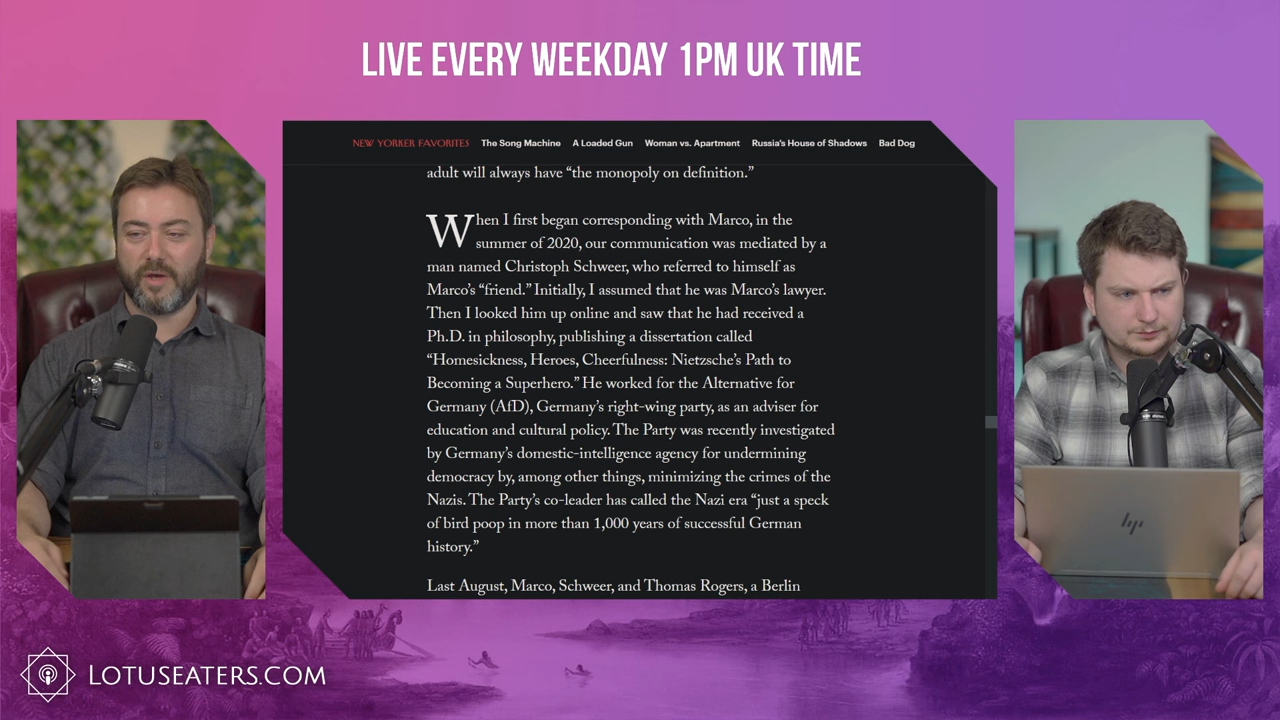 LIVE EVERY WEEKDAY 1PM UK TIME
NEW YORKER FAVORITES The Song Machine A Loaded Gun Woman vs. Apartment Russia's House of Shadows Bad Dog
adult will always have “the monopoly on definition.”
When I first began corresponding with Marco, in the
summer of 2020, our communication was mediated by a
man named Christoph Schweer, who referred to himself as
Marco’s “friend.” Initially, I assumed that he was Marco’s lawyer.
Then I looked him up online and saw that he had received a
Ph.D. in philosophy, publishing a dissertation called
“Homesickness, Heroes, Cheerfulness: Nietzsche’s Path to
Becoming a Superhero.” He worked for the Alternative for
Germany (AfD), Germany’s right-wing party, as an adviser for
education and cultural policy. The Party was recently investigated
by Germany’s domestic-intelligence agency for undermining
democracy by, among other things, minimizing the crimes of the
Nazis. The Party’s co-leader has called the Nazi era “just a speck
of bird poop in more than 1,000 years of successful German
history.”
Last August, Marco, Schweer, and Thomas Rogers, a Berlin
hp
LOTUSEATERS.COM